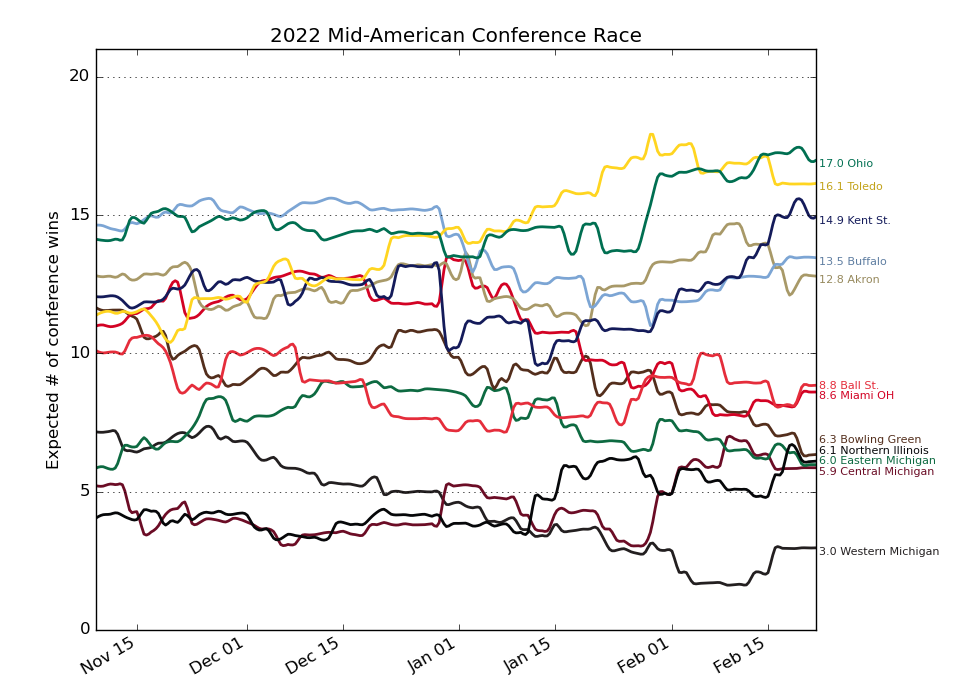 2022 Mid-American Conference Race
Expected # of conference wins
20
15
10
5
0
Nov 15
Dec 01
Dec 15
Jan 01
Jan 15
Feb 01
Feb 15
17.0 Ohio
16.1 Toledo
14.9 Kent St.
13.5 Buffalo
12.8 Akron
8.8 Ball St.
8.6 Miami OH
6.3 Bowling Green
6.1 Northern Illinois
6.0 Eastern Michigan
5.9 Central Michigan
3.0 Western Michigan